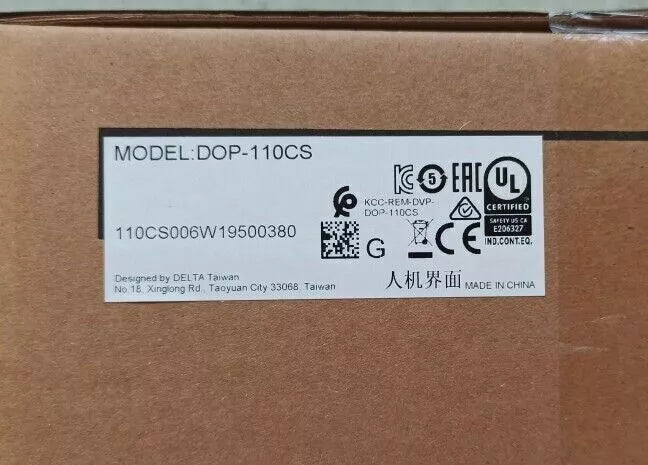 MODEL:DOP-110CS
KC 5 EAC UL
CERTIFIED
KCC-REM-DVP-
DOP-110CS
SAFETY US CA
E206327
110CS006W19500380
G
CE
IND.CONT.EQ.
Designed by DELTA Taiwan
No.18, Xinglong Rd., Taoyuan City 33068, Taiwan
人机界面 MADE IN CHINA